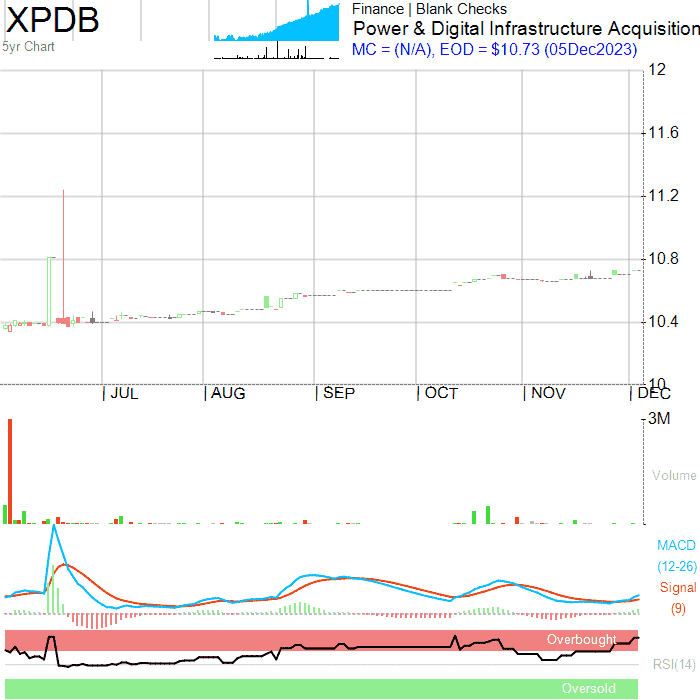 XPDB
5yr Chart
Finance | Blank Checks
Power & Digital Infrastructure Acquisition
MC = (N/A), EOD = $10.73 (05Dec2023)
12
11.6
11.2
10.8
10.4
10
| JUL | AUG | SEP | OCT | NOV | DEC
3M
Volume
MACD
(12-26)
Signal
(9)
Overbought
RSI(14)
Oversold